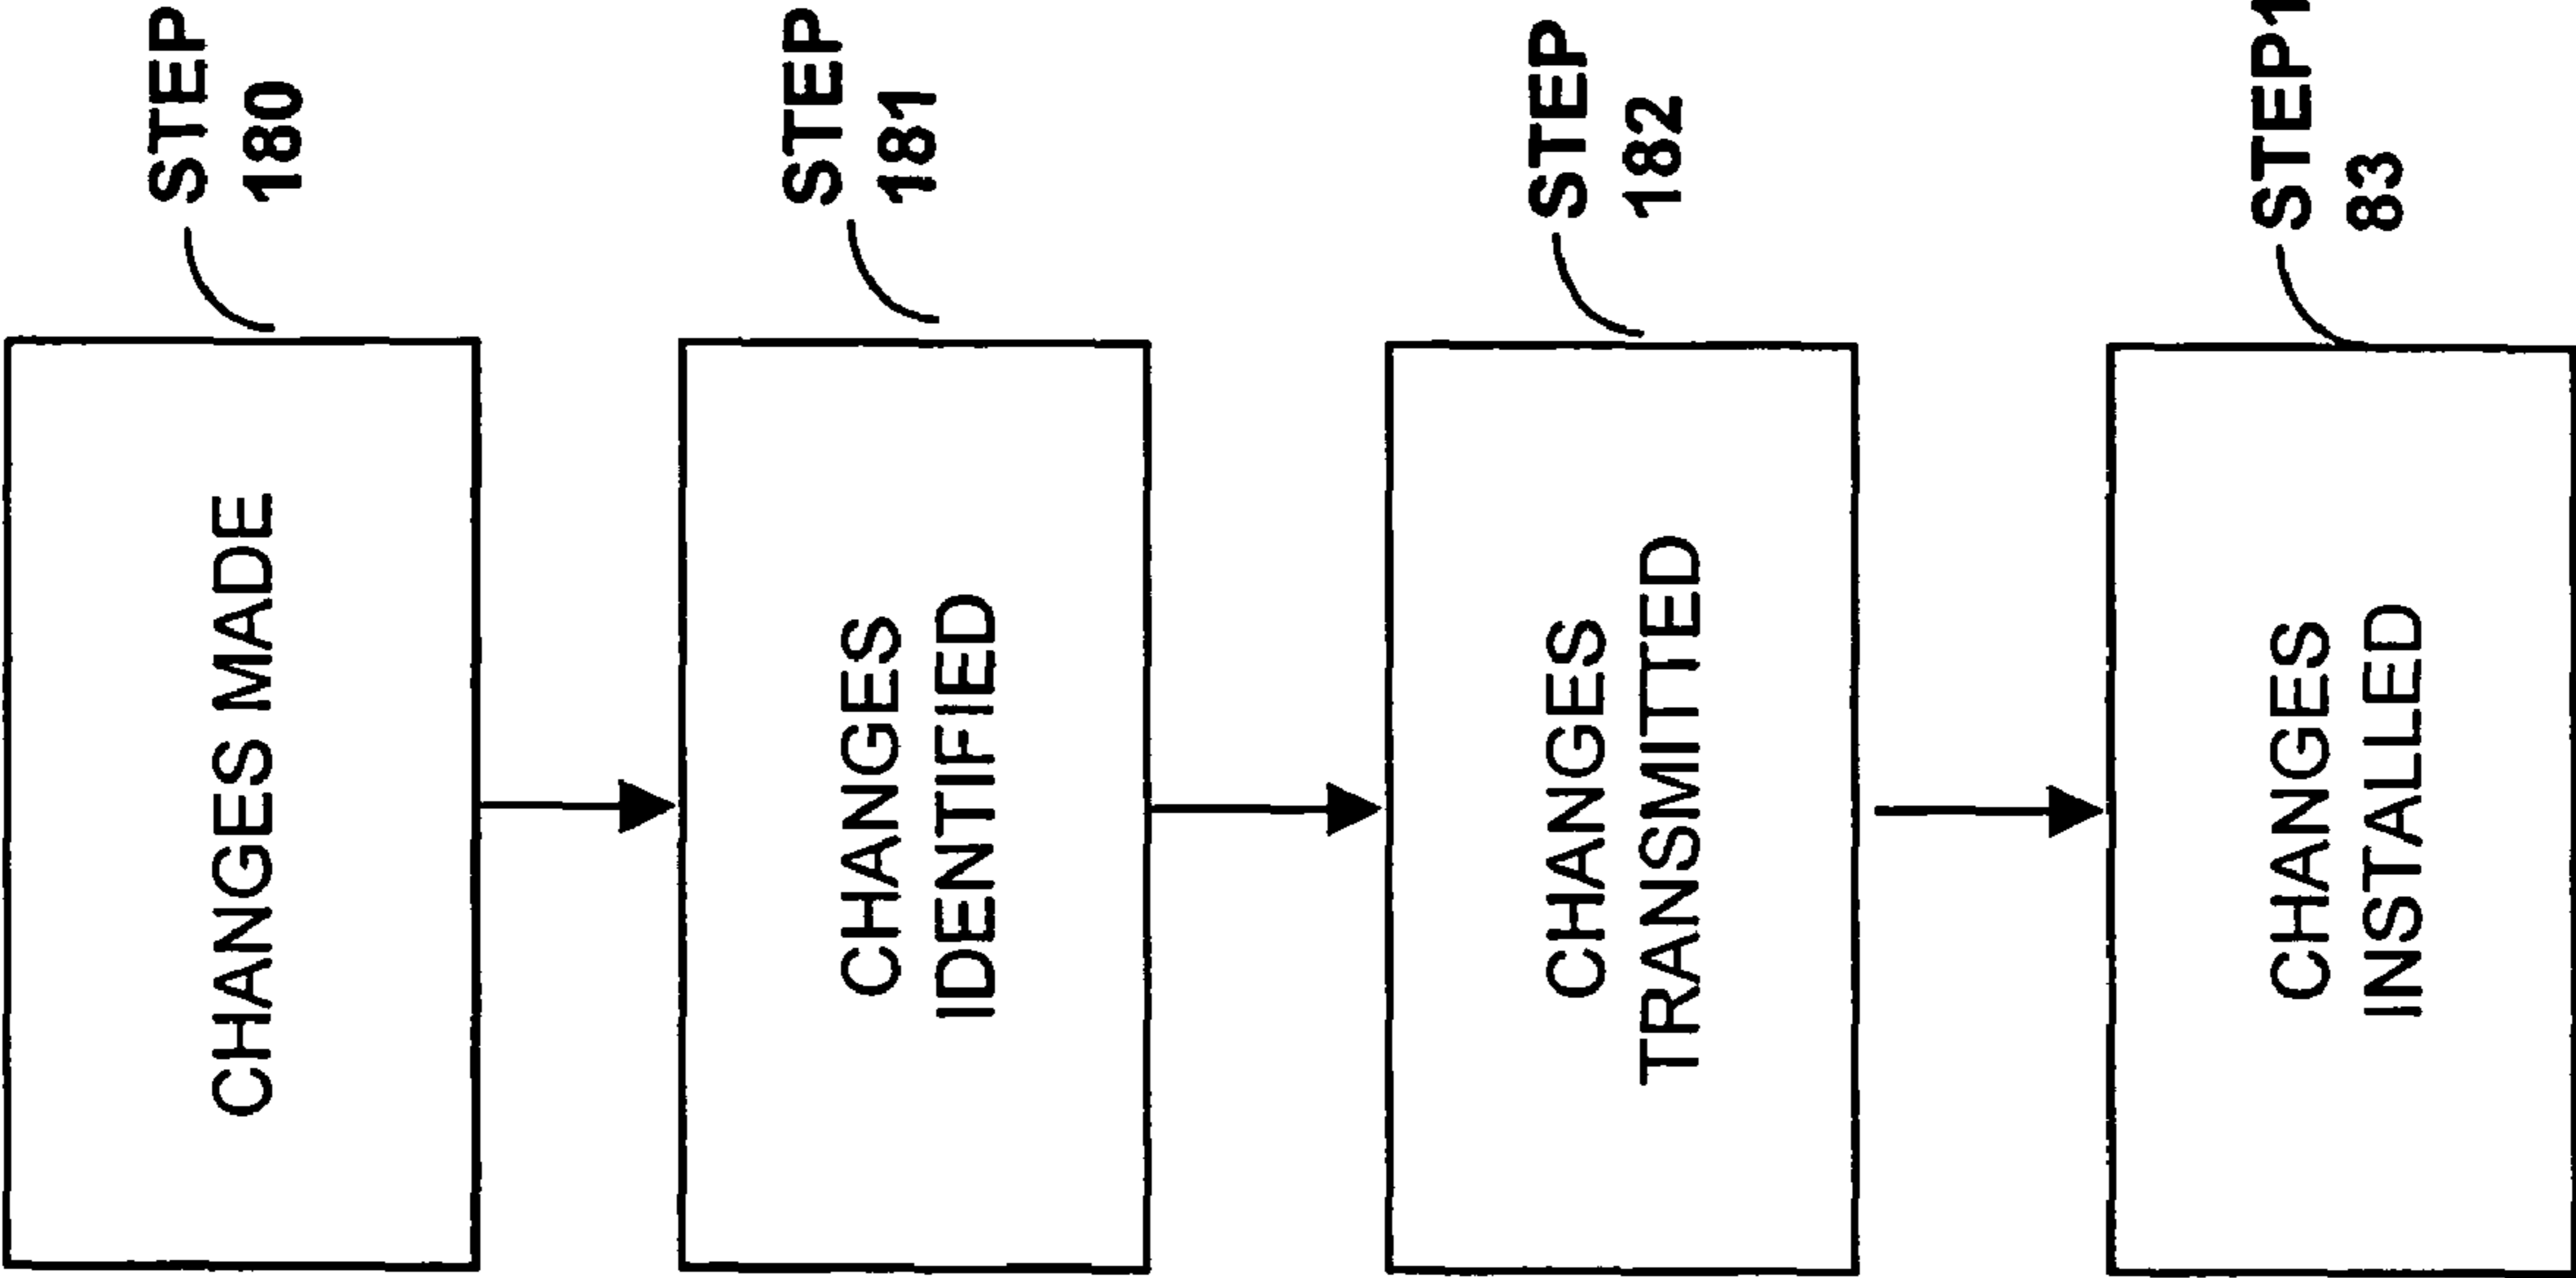 CHANGES MADE
STEP
180
CHANGES
IDENTIFIED
STEP
181
CHANGES
TRANSMITTED
STEP
182
CHANGES
INSTALLED
STEP1
83